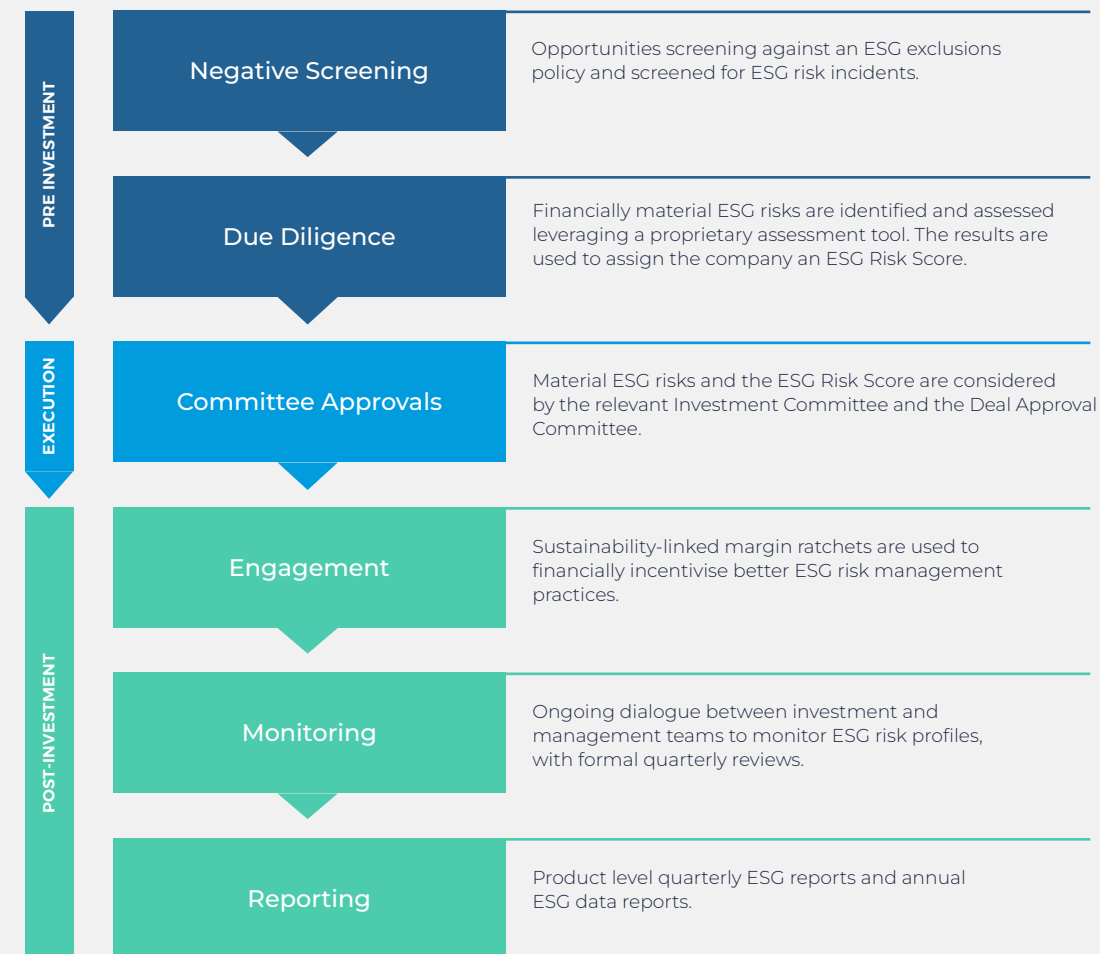 PRE INVESTMENT
Negative Screening
Opportunities screening against an ESG exclusions
policy and screened for ESG risk incidents.
Due Diligence
Financially material ESG risks are identified and assessed
leveraging a proprietary assessment tool. The results are
used to assign the company an ESG Risk Score.
EXECUTION
Committee Approvals
Material ESG risks and the ESG Risk Score are considered
by the relevant Investment Committee and the Deal Approval
Committee.
POST-INVESTMENT
Engagement
Sustainability-linked margin ratchets are used to
financially incentivise better ESG risk management
practices.
Monitoring
Ongoing dialogue between investment and
management teams to monitor ESG risk profiles,
with formal quarterly reviews.
Reporting
Product level quarterly ESG reports and annual
ESG data reports.